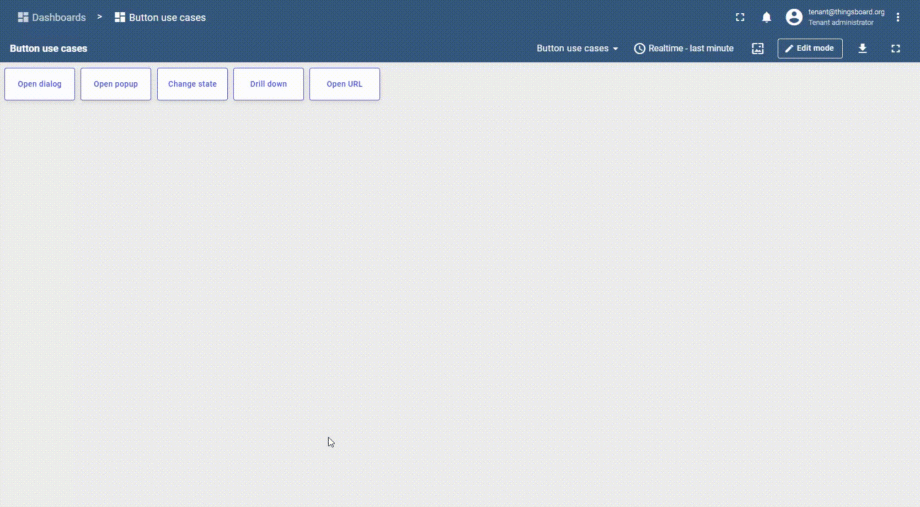 Dashboards > Button use cases
tenant@thingsboard.org
Tenant administrator
Button use cases Button use cases Realtime - last minute Edit mode
Open dialog Open popup Change state Drill down Open URL